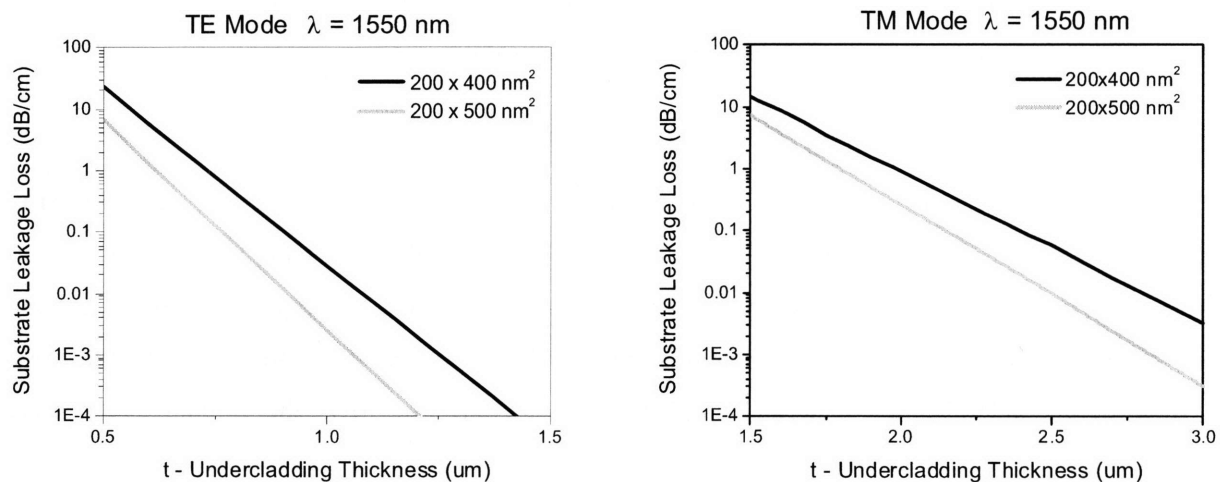 TE Mode λ = 1550 nm
Substrate Leakage Loss (dB/cm)
100
10
1
0.1
0.01
1E-3
1E-4
200 x 400 nm²
200 x 500 nm²
0.5
1.0
1.5
t - Undercladding Thickness (um)
TM Mode λ = 1550 nm
Substrate Leakage Loss (dB/cm)
100
10
1
0.1
0.01
1E-3
1E-4
200x400 nm²
200x500 nm²
1.5
2.0
2.5
3.0
t - Undercladding Thickness (um)